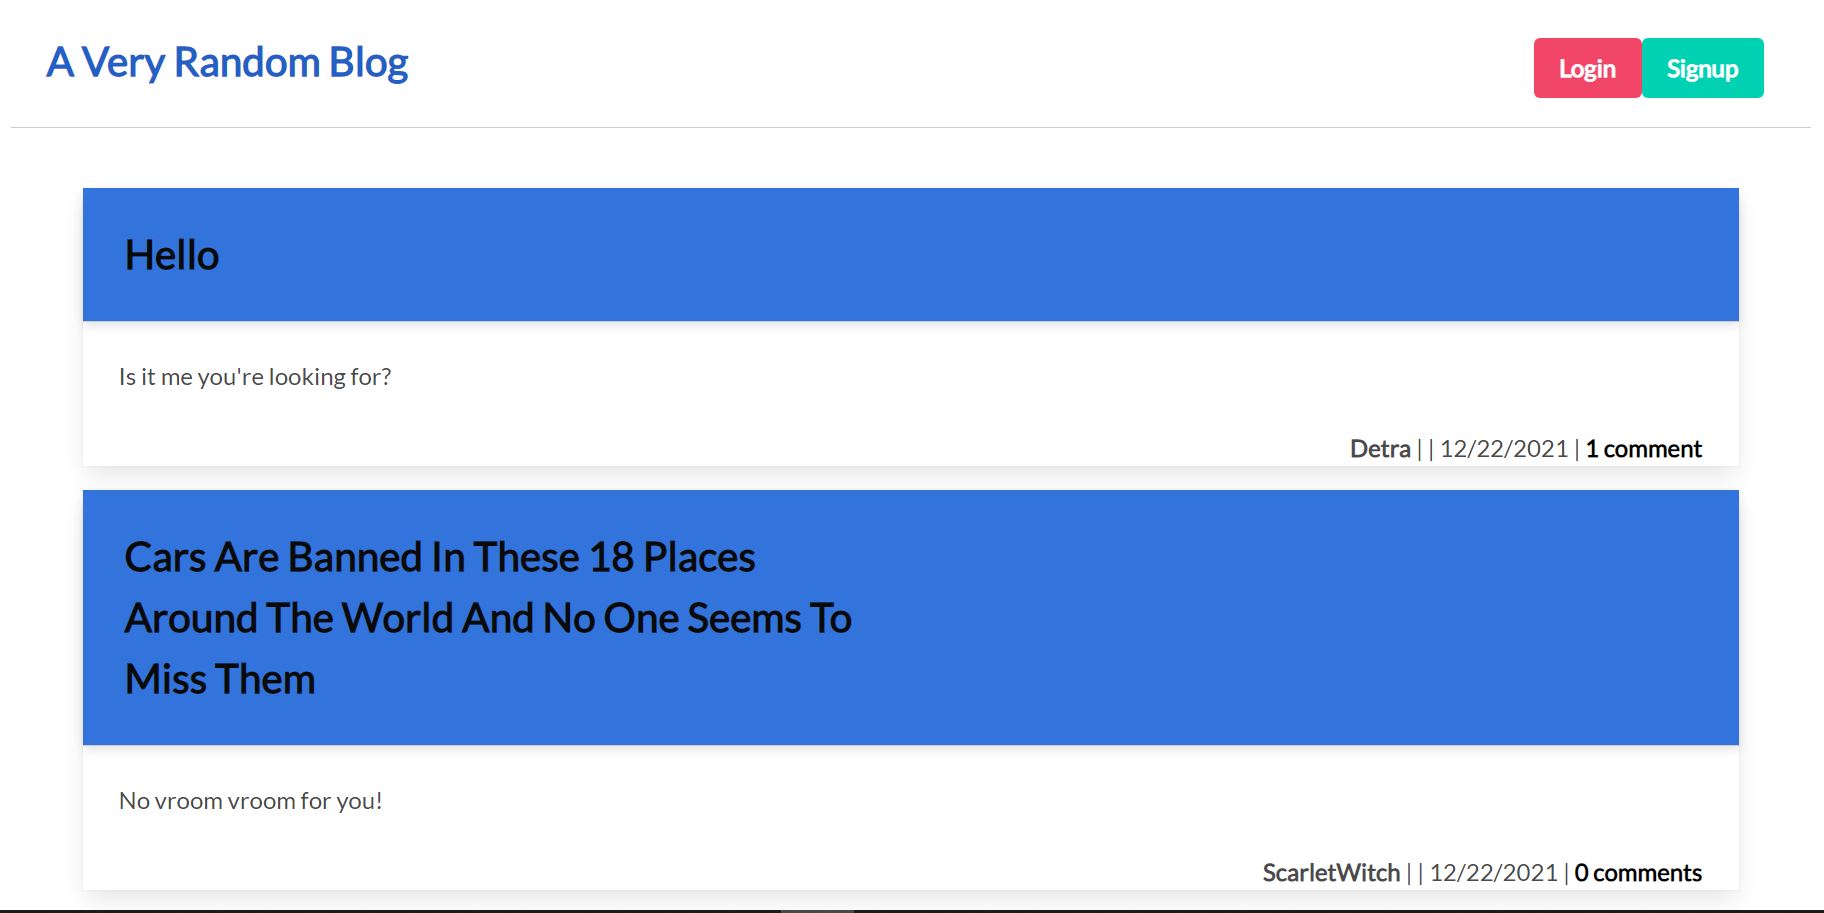 A Very Random Blog
Login
Signup
Hello
Is it me you're looking for?
Detra | | 12/22/2021 | 1 comment
Cars Are Banned In These 18 Places
Around The World And No One Seems To
Miss Them
No vroom vroom for you!
ScarletWitch | | 12/22/2021 | 0 comments